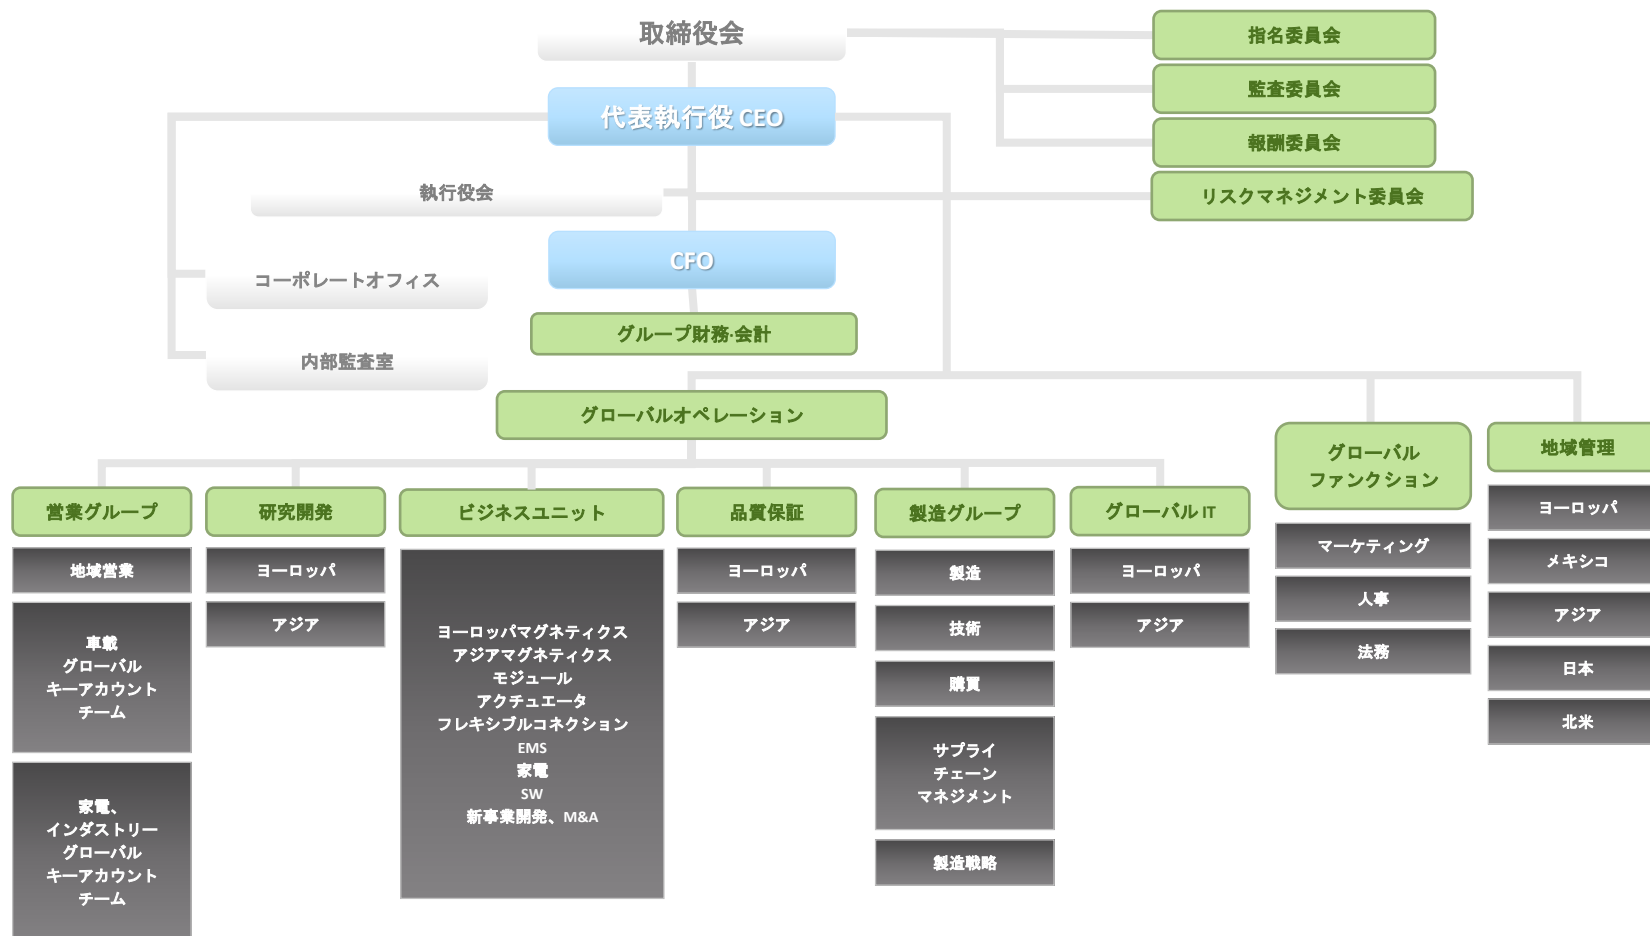 取締役会
指名委員会
監査委員会
代表執行役 CEO
報酬委員会
執行役会
リスクマネジメント委員会
CFO
コーポレートオフィス
グループ財務·会計
内部監査室
グローバルオペレーション
グローバル
ファンクション
地域管理
営業グループ
研究開発
ビジネスユニット
品質保証
製造グループ
グローバル IT
地域営業
車載
グローバル
キーアカウント
チーム
家電、
インダストリー
グローバル
キーアカウント
チーム
ヨーロッパ
アジア
ヨーロッパマグネティクス
アジアマグネティクス
モジュール
アクチュエータ
フレキシブルコネクション
EMS
家電
SW
新事業開発、M&A
ヨーロッパ
アジア
製造
技術
購買
サプライ
チェーン
マネジメント
製造戦略
ヨーロッパ
アジア
マーケティング
人事
法務
ヨーロッパ
メキシコ
アジア
日本
北米